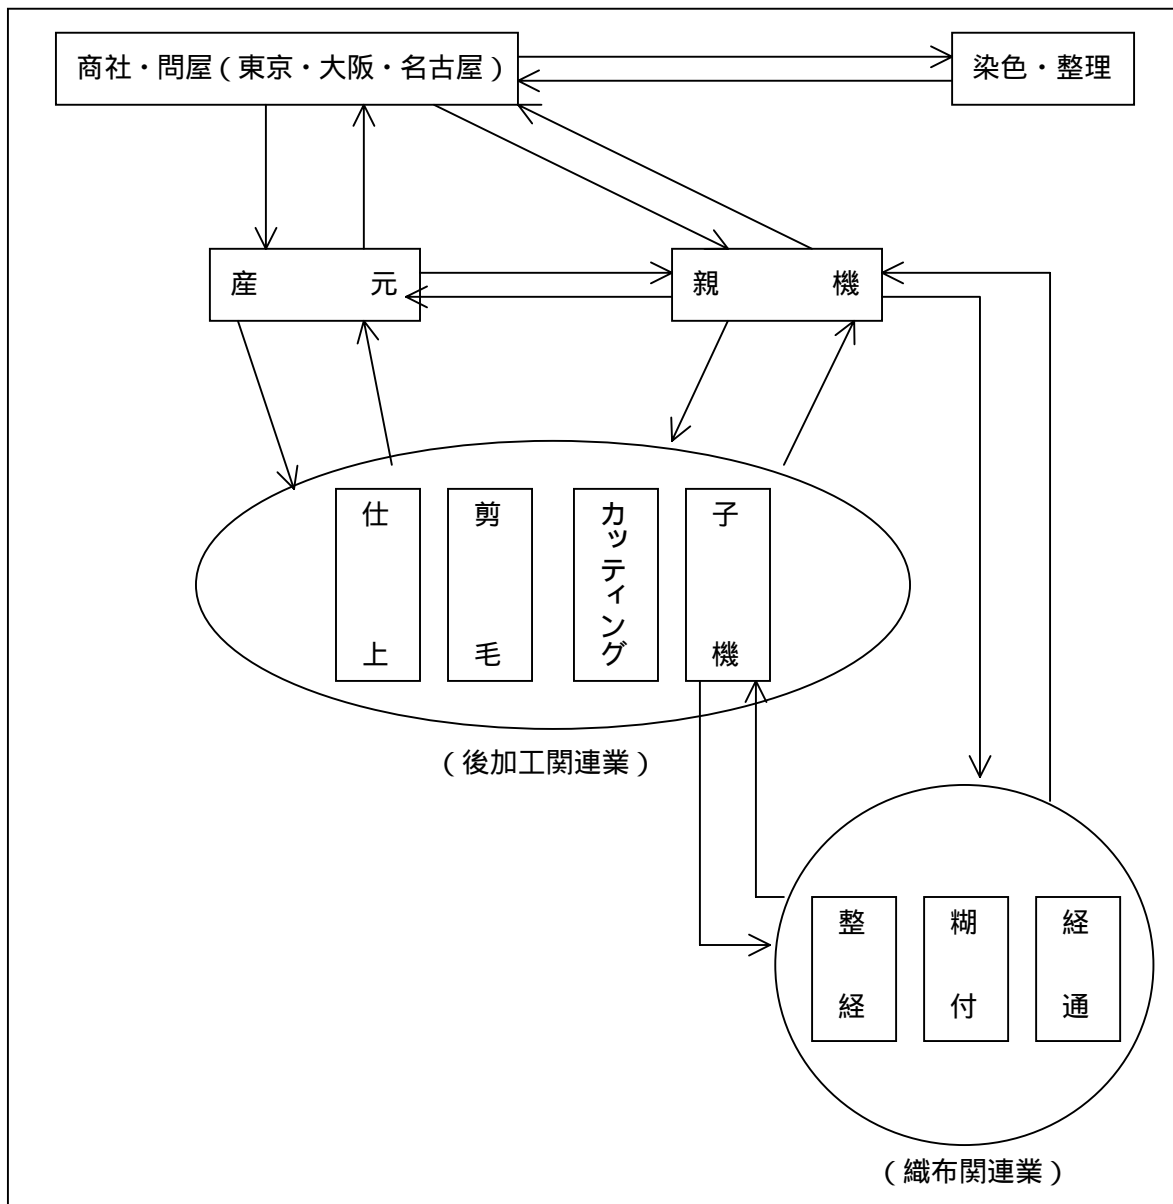 商社・問屋(東京・大阪・名古屋)
染色・整理
産元
親機
仕上
剪毛
カッティング
子機
(後加工関連業)
整経
糊付
経通
(織布関連業)